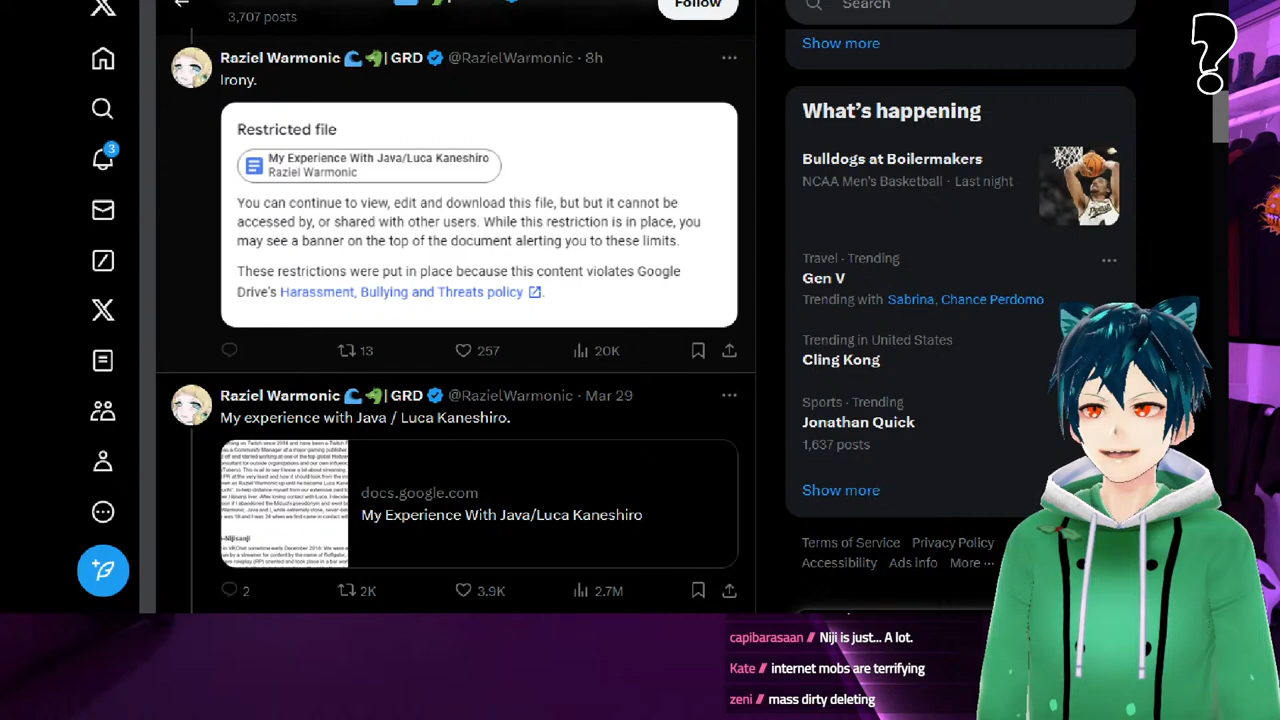 3,707 posts
Follow
Search
Show more
Raziel Warmonic 🌊🐲| GRD @RazielWarmonic · 8h
Irony.
Restricted file
My Experience With Java/Luca Kaneshiro
Raziel Warmonic
You can continue to view, edit and download this file, but but it cannot be
accessed by, or shared with other users. While this restriction is in place, you
may see a banner on the top of the document alerting you to these limits.
These restrictions were put in place because this content violates Google
Drive's Harassment, Bullying and Threats policy.
13
257
20K
Raziel Warmonic 🌊🐲| GRD @RazielWarmonic · Mar 29
My experience with Java / Luca Kaneshiro.
docs.google.com
My Experience With Java/Luca Kaneshiro
2
2K
3.9K
2.7M
3
What's happening
Bulldogs at Boilermakers
NCAA Men's Basketball · Last night
Travel · Trending
Gen V
Trending with Sabrina, Chance Perdomo
Trending in United States
Cling Kong
Sports · Trending
Jonathan Quick
1,637 posts
Show more
Terms of Service Privacy Policy
Accessibility Ads Info More ···
?
capibarasaan // Niji is just... A lot.
Kate // internet mobs are terrifying
zeni // mass dirty deleting